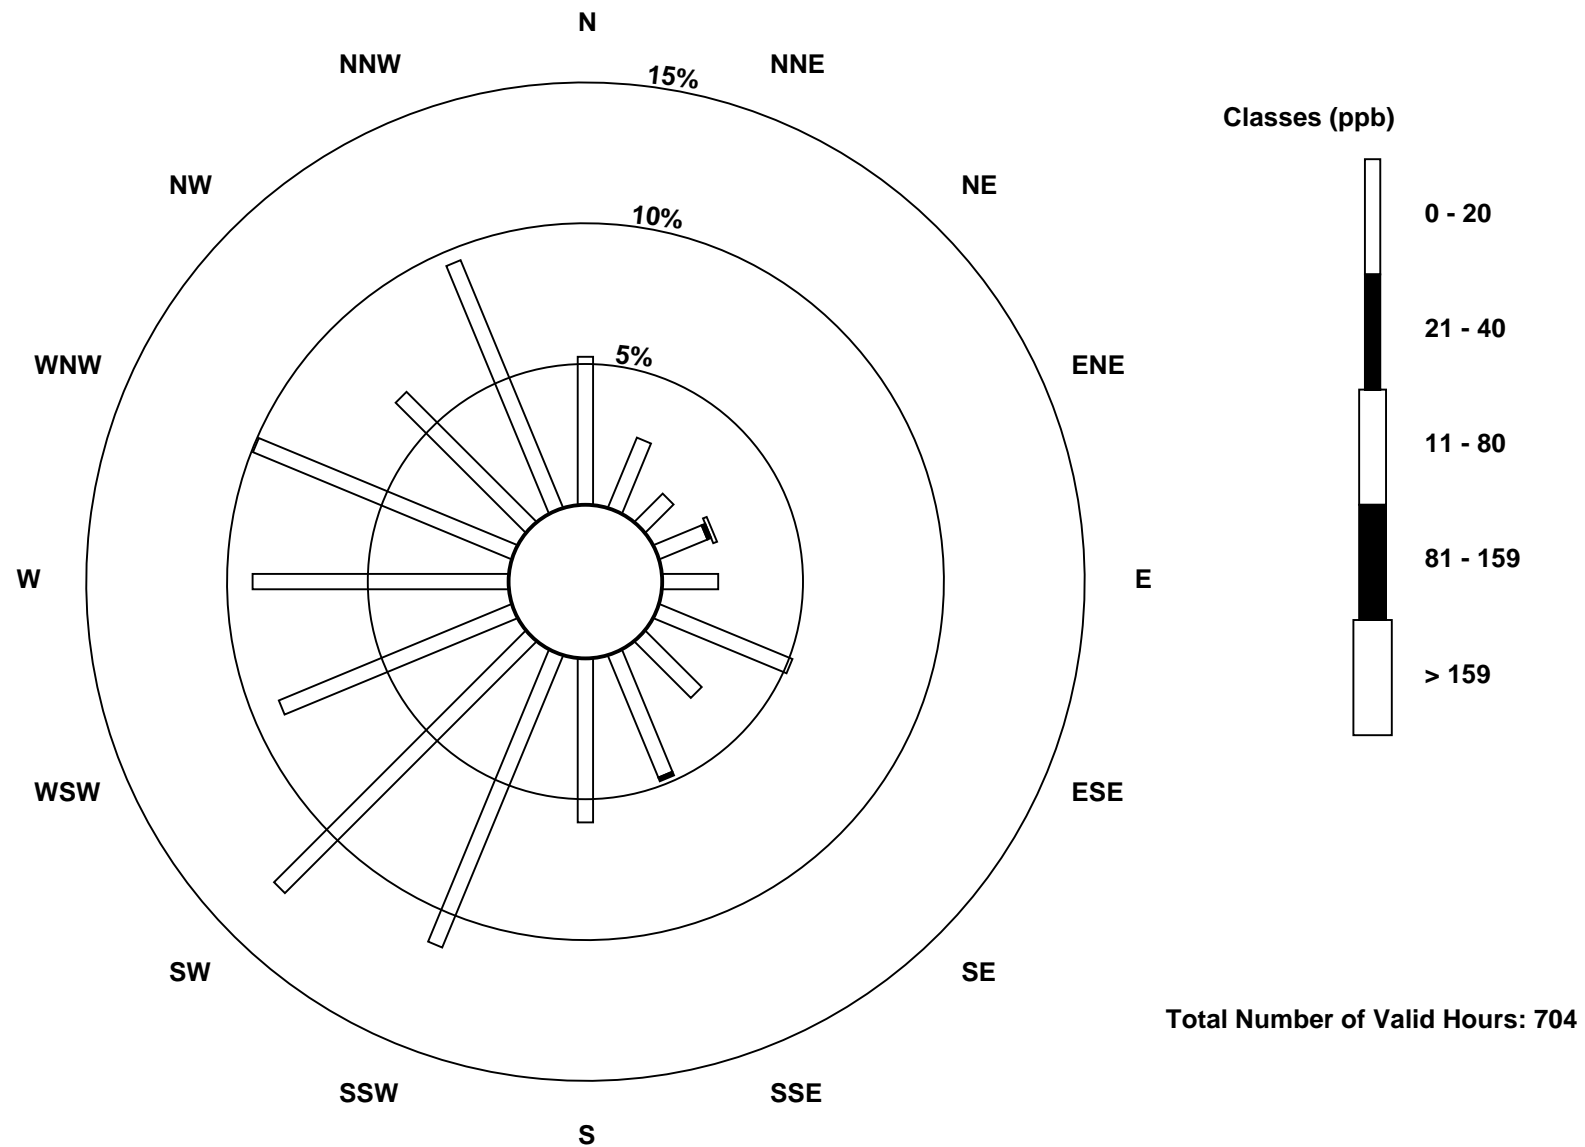 N
NNW
NNE
15%
Classes (ppb)
NW
NE
0 - 20
10%
21 - 40
WNW
5%
ENE
11 - 80
81 - 159
W
E
> 159
WSW
ESE
SW
SE
Total Number of Valid Hours: 704
SSW
SSE
S